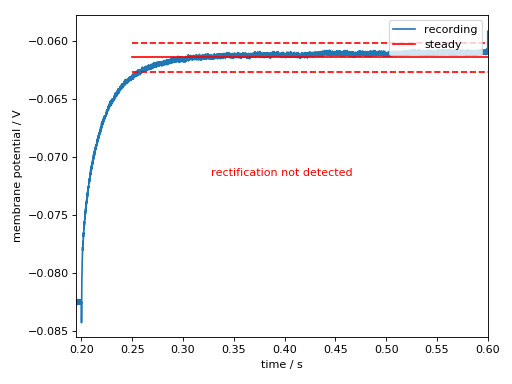 −0.060
−0.065
−0.070
−0.075
−0.080
−0.085
membrane potential / V
recording
steady
rectification not detected
0.20 0.25 0.30 0.35 0.40 0.45 0.50 0.55 0.60
time / s